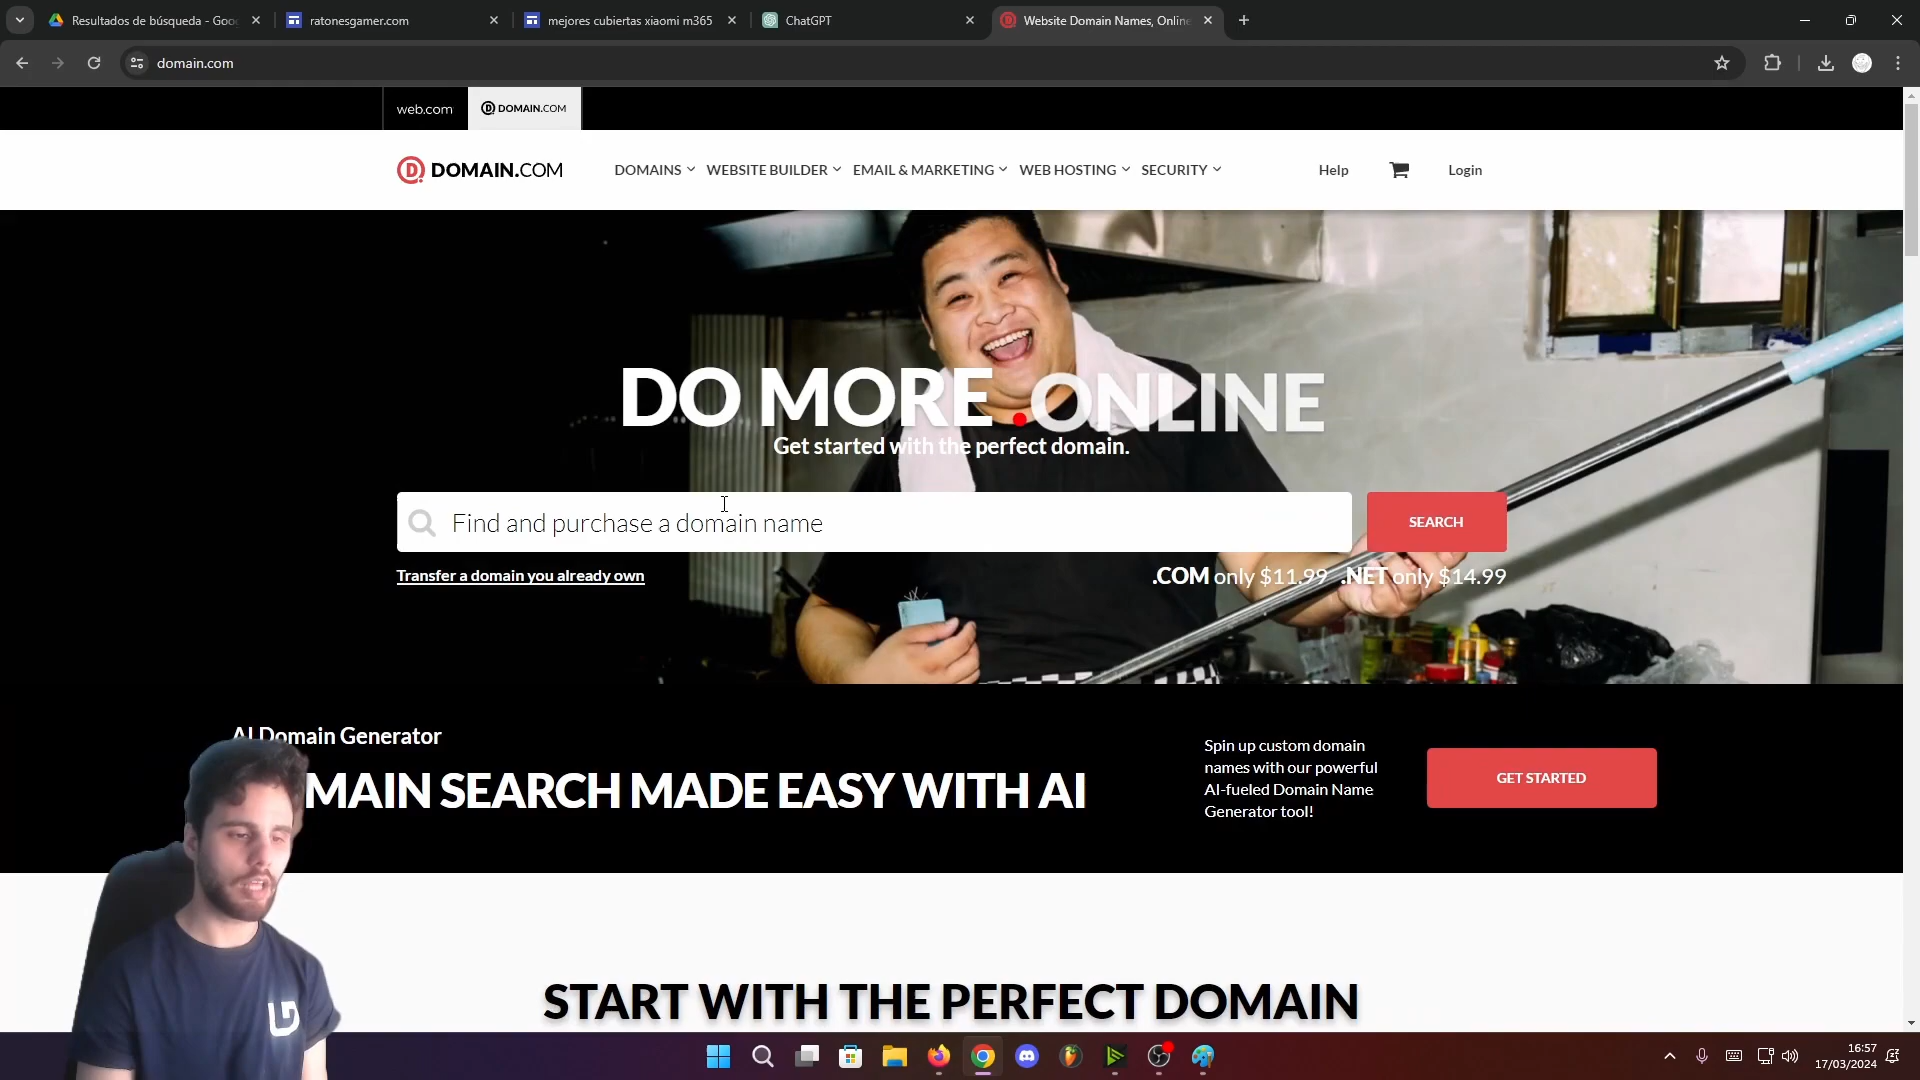 Resultados de búsqueda - Goo
ratonesgamer.com
mejores cubiertas xiaomi m365
ChatGPT
Website Domain Names, Online
domain.com
web.com
DOMAIN.COM
DOMAIN.COM
DOMAINS
WEBSITE BUILDER
EMAIL & MARKETING
WEB HOSTING
SECURITY
Help
Login
DO MORE .ONLINE
Get started with the perfect domain.
Find and purchase a domain name
SEARCH
Transfer a domain you already own
.COM only $11.99 .NET only $14.99
AI Domain Generator
MAIN SEARCH MADE EASY WITH AI
Spin up custom domain
names with our powerful
AI-fueled Domain Name
Generator tool!
GET STARTED
START WITH THE PERFECT DOMAIN
16:57
17/03/2024